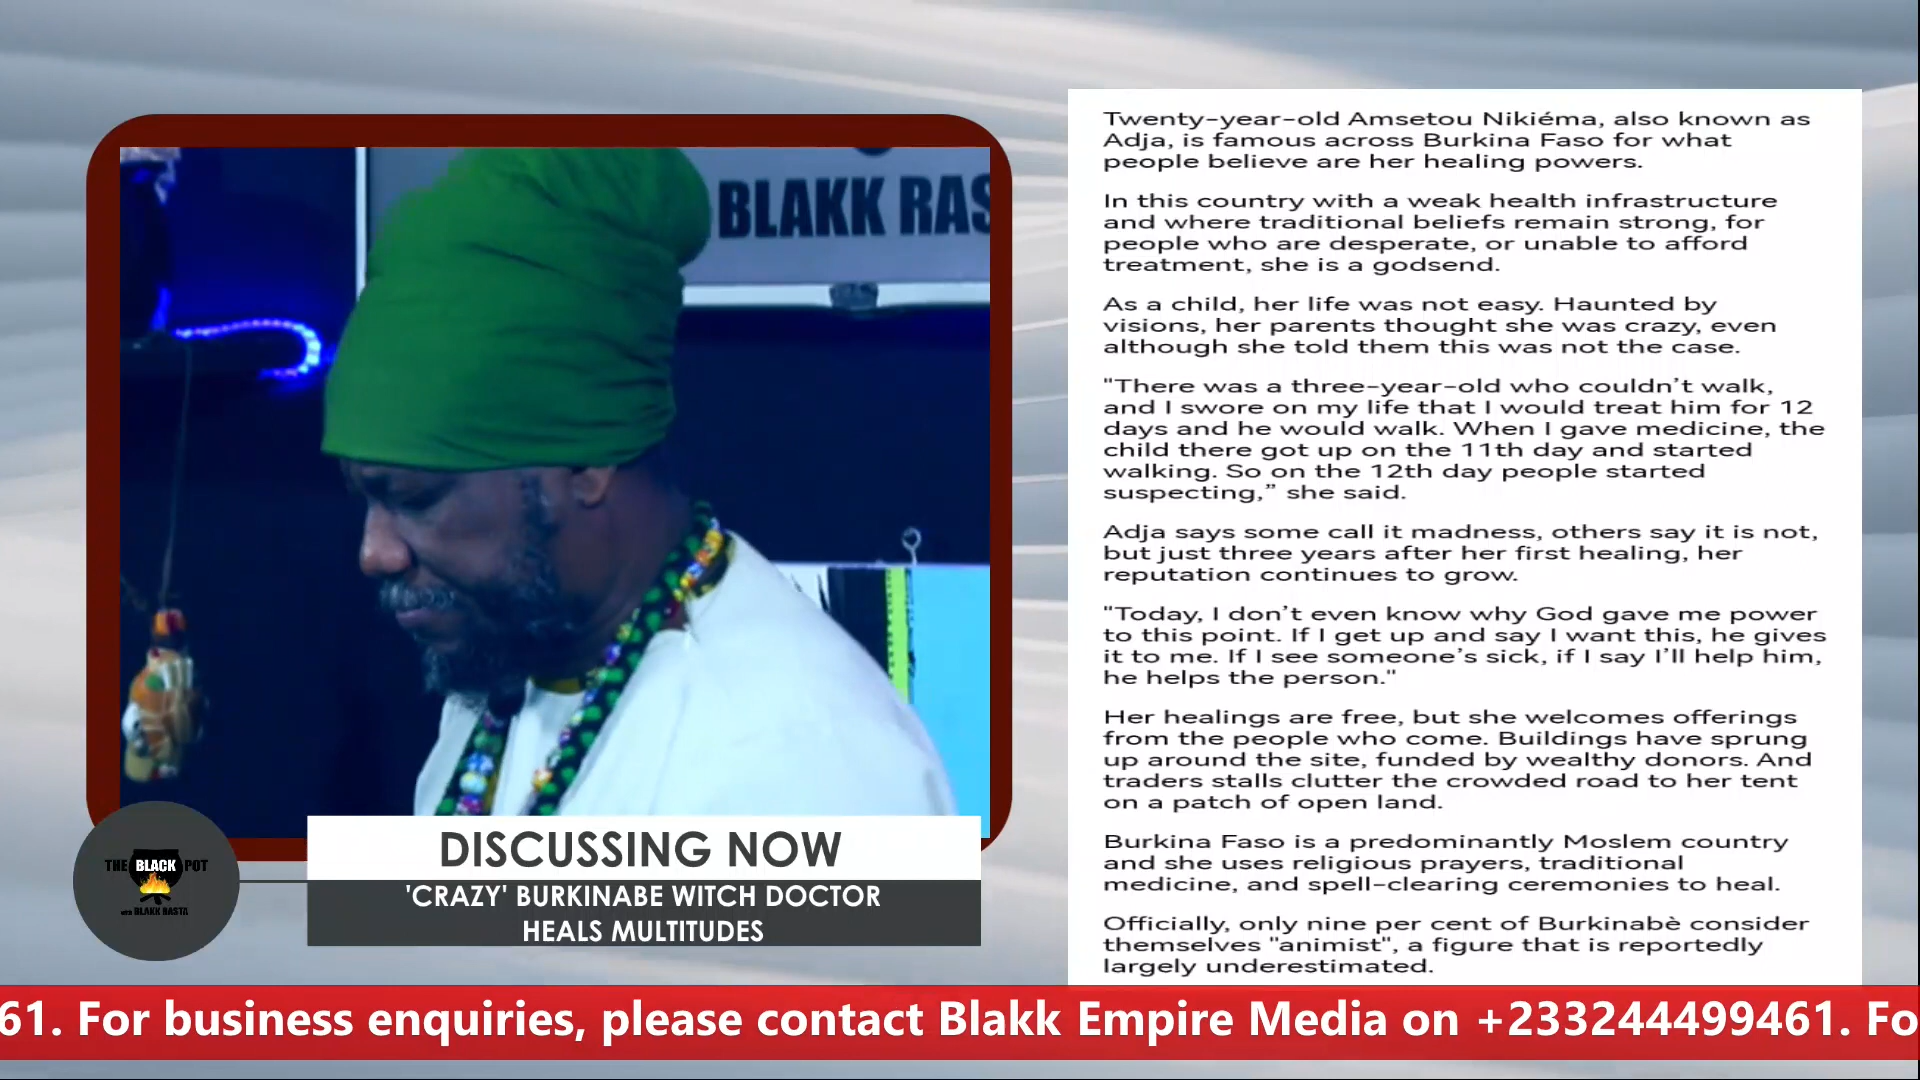 BLAKK RAS
Twenty-year-old Amsetou Nikiéma, also known as
Adja, is famous across Burkina Faso for what
people believe are her healing powers.
In this country with a weak health infrastructure
and where traditional beliefs remain strong, for
people who are desperate, or unable to afford
treatment, she is a godsend.
As a child, her life was not easy. Haunted by
visions, her parents thought she was crazy, even
although she told them this was not the case.
"There was a three-year-old who couldn’t walk,
and I swore on my life that I would treat him for 12
days and he would walk. When I gave medicine, the
child there got up on the 11th day and started
walking. So on the 12th day people started
suspecting,” she said.
Adja says some call it madness, others say it is not,
but just three years after her first healing, her
reputation continues to grow.
"Today, I don’t even know why God gave me power
to this point. If I get up and say I want this, he gives
it to me. If I see someone’s sick, if I say I’ll help him,
he helps the person."
Her healings are free, but she welcomes offerings
from the people who come. Buildings have sprung
up around the site, funded by wealthy donors. And
traders stalls clutter the crowded road to her tent
on a patch of open land.
Burkina Faso is a predominantly Moslem country
and she uses religious prayers, traditional
medicine, and spell-clearing ceremonies to heal.
Officially, only nine per cent of Burkinabè consider
themselves "animist", a figure that is reportedly
largely underestimated.
THE BLACK POT
WITH BLAKK RASTA
DISCUSSING NOW
'CRAZY' BURKINABE WITCH DOCTOR
HEALS MULTITUDES
61. For business enquiries, please contact Blakk Empire Media on +233244499461. Fo